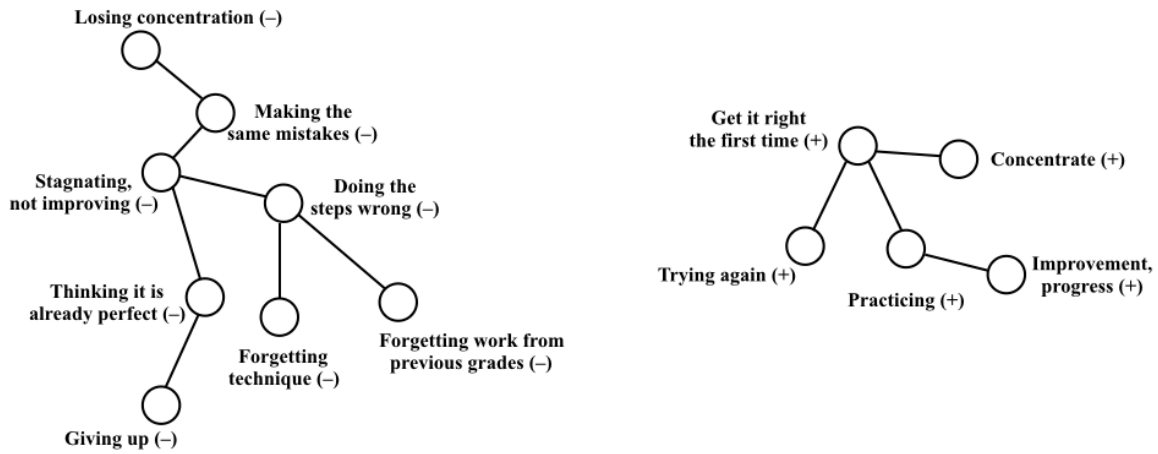 Losing concentration (–)
Making the
same mistakes (–)
Stagnating,
not improving (–)
Doing the
steps wrong (–)
Thinking it is
already perfect (–)
Forgetting
technique (–)
Forgetting work from
previous grades (–)
Giving up (–)
Get it right
the first time (+)
Concentrate (+)
Trying again (+)
Practicing (+)
Improvement,
progress (+)